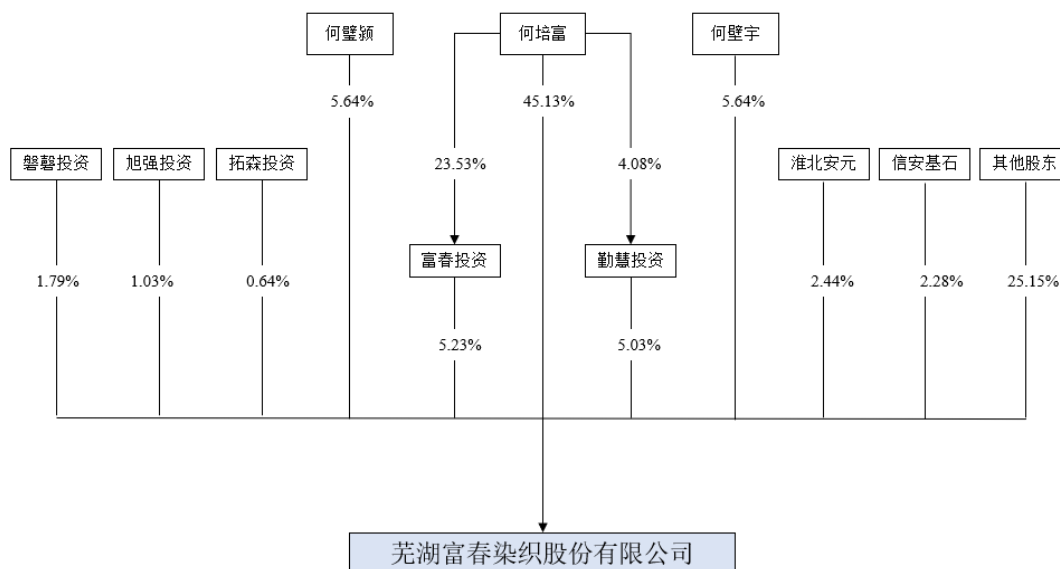 何璧颍
何培富
何壁宇
5.64%
45.13%
5.64%
磐磬投资
旭强投资
拓森投资
23.53%
4.08%
淮北安元
信安基石
其他股东
富春投资
勤慧投资
1.79%
1.03%
0.64%
2.44%
2.28%
25.15%
5.23%
5.03%
芜湖富春染织股份有限公司